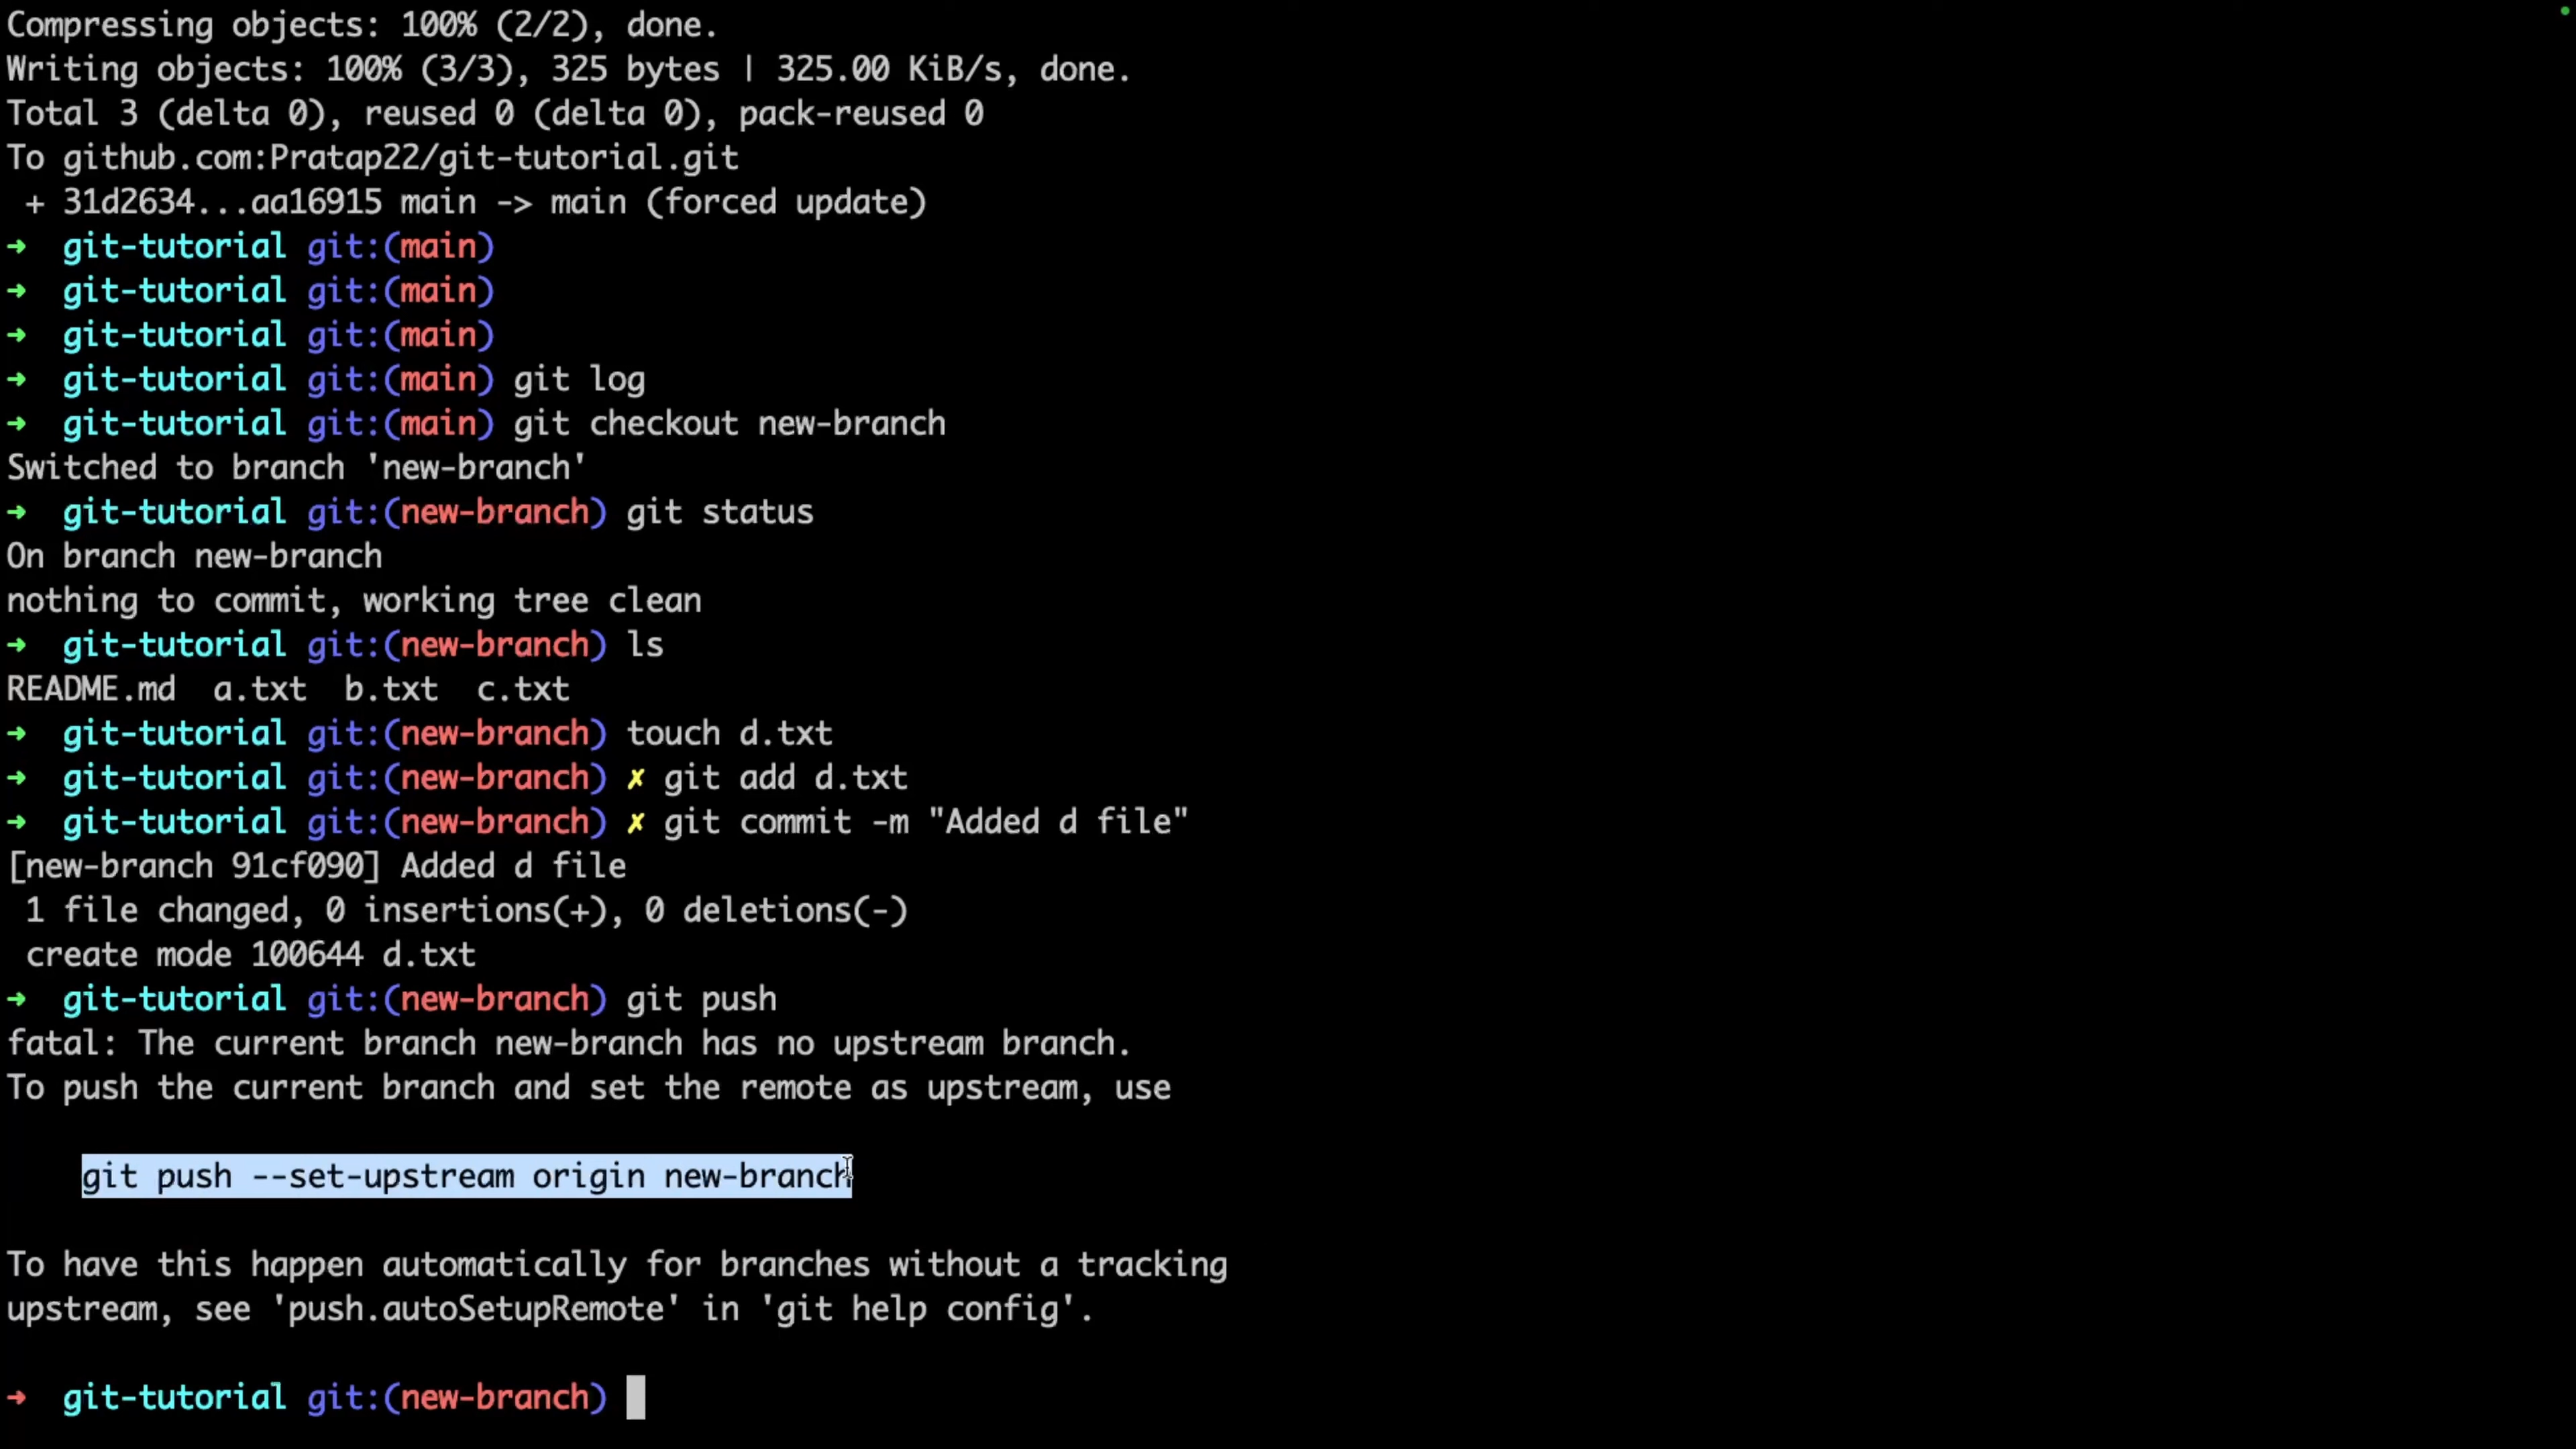 Compressing objects: 100% (2/2), done.
Writing objects: 100% (3/3), 325 bytes | 325.00 KiB/s, done.
Total 3 (delta 0), reused 0 (delta 0), pack-reused 0
To github.com:Pratap22/git-tutorial.git
 + 31d2634...aa16915 main -> main (forced update)
➜  git-tutorial git:(main)
➜  git-tutorial git:(main)
➜  git-tutorial git:(main)
➜  git-tutorial git:(main) git log
➜  git-tutorial git:(main) git checkout new-branch
Switched to branch 'new-branch'
➜  git-tutorial git:(new-branch) git status
On branch new-branch
nothing to commit, working tree clean
➜  git-tutorial git:(new-branch) ls
README.md  a.txt  b.txt  c.txt
➜  git-tutorial git:(new-branch) touch d.txt
➜  git-tutorial git:(new-branch) ✗ git add d.txt
➜  git-tutorial git:(new-branch) ✗ git commit -m "Added d file"
[new-branch 91cf090] Added d file
 1 file changed, 0 insertions(+), 0 deletions(-)
 create mode 100644 d.txt
➜  git-tutorial git:(new-branch) git push
fatal: The current branch new-branch has no upstream branch.
To push the current branch and set the remote as upstream, use
    git push --set-upstream origin new-branch
To have this happen automatically for branches without a tracking
upstream, see 'push.autoSetupRemote' in 'git help config'.
➜  git-tutorial git:(new-branch)